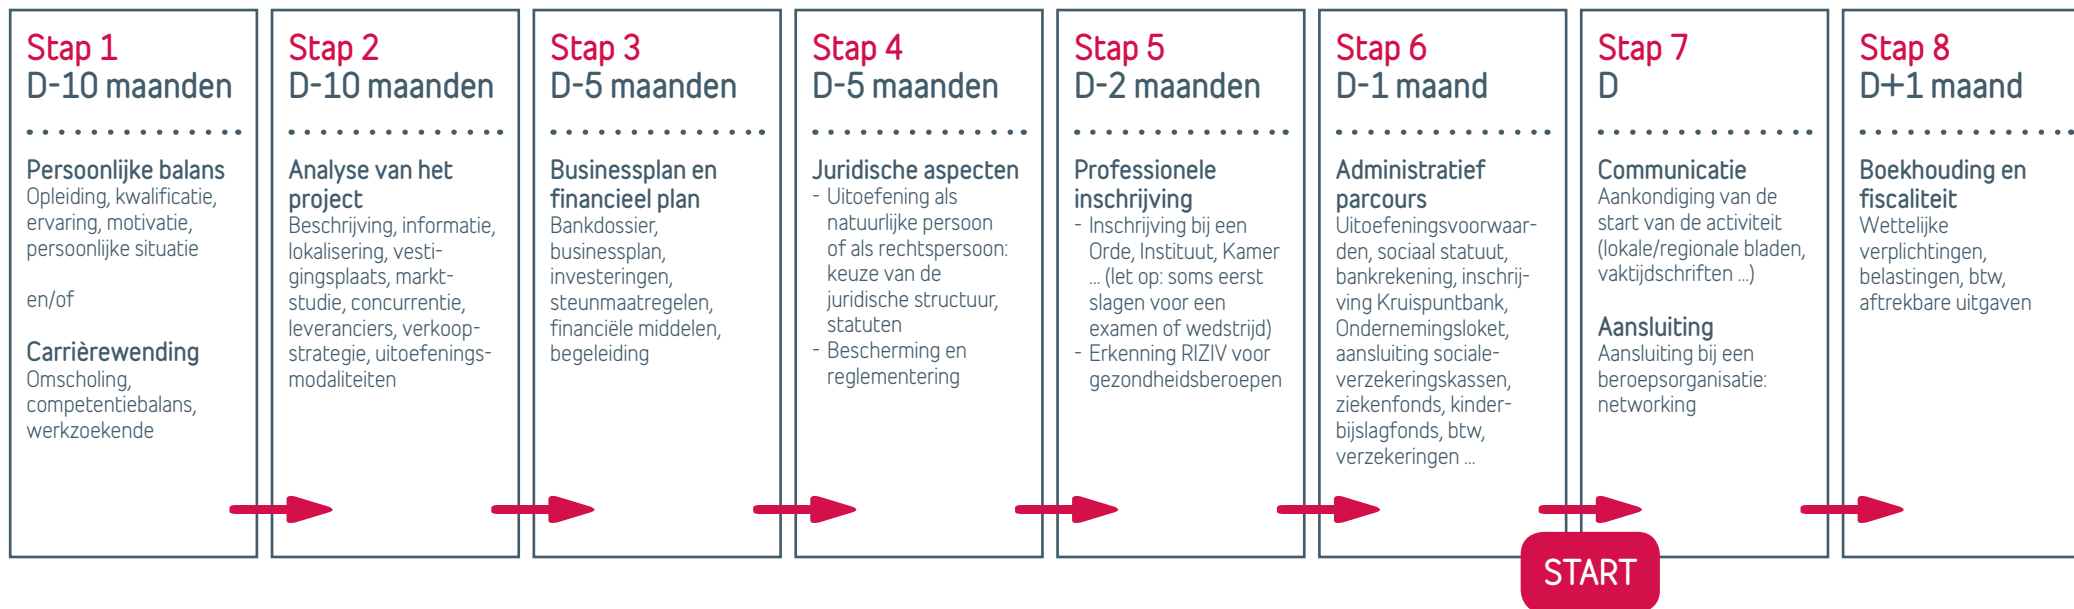 Stap 1
D-10 maanden
Persoonlijke balans
Opleiding, kwalificatie,
ervaring, motivatie,
persoonlijke situatie
en/of
Carrièrewending
Omscholing,
competentiebalans,
werkzoekende
Stap 2
D-10 maanden
Analyse van het
project
Beschrijving, informatie,
lokalisering, vesti-
gingsplaats, markt-
studie, concurrentie,
leveranciers, verkoop-
strategie, uitoefenings-
modaliteiten
Stap 3
D-5 maanden
Businessplan en
financieel plan
Bankdossier,
businessplan,
investeringen,
steunmaatregelen,
financiële middelen,
begeleiding
Stap 4
D-5 maanden
Juridische aspecten
- Uitoefening als
natuurlijke persoon
of als rechtspersoon:
keuze van de
juridische structuur,
statuten
- Bescherming en
reglementering
Stap 5
D-2 maanden
Professionele
inschrijving
- Inschrijving bij een
Orde, Instituut, Kamer
... (let op: soms eerst
slagen voor een
examen of wedstrijd)
- Erkenning RIZIV voor
gezondheidsberoepen
Stap 6
D-1 maand
Administratief
parcours
Uitoefeningsvoorwaar-
den, sociaal statuut,
bankrekening, inschrij-
ving Kruispuntbank,
Ondernemingsloket,
aansluiting sociale-
verzekeringskassen,
ziekenfonds, kinder-
bijslagfonds, btw,
verzekeringen ...
Stap 7
D
Communicatie
Aankondiging van de
start van de activiteit
(lokale/regionale bladen,
vaktijdschriften ...)
Aansluiting
Aansluiting bij een
beroepsorganisatie:
networking
Stap 8
D+1 maand
Boekhouding en
fiscaliteit
Wettelijke
verplichtingen,
belastingen, btw,
aftrekbare uitgaven
START